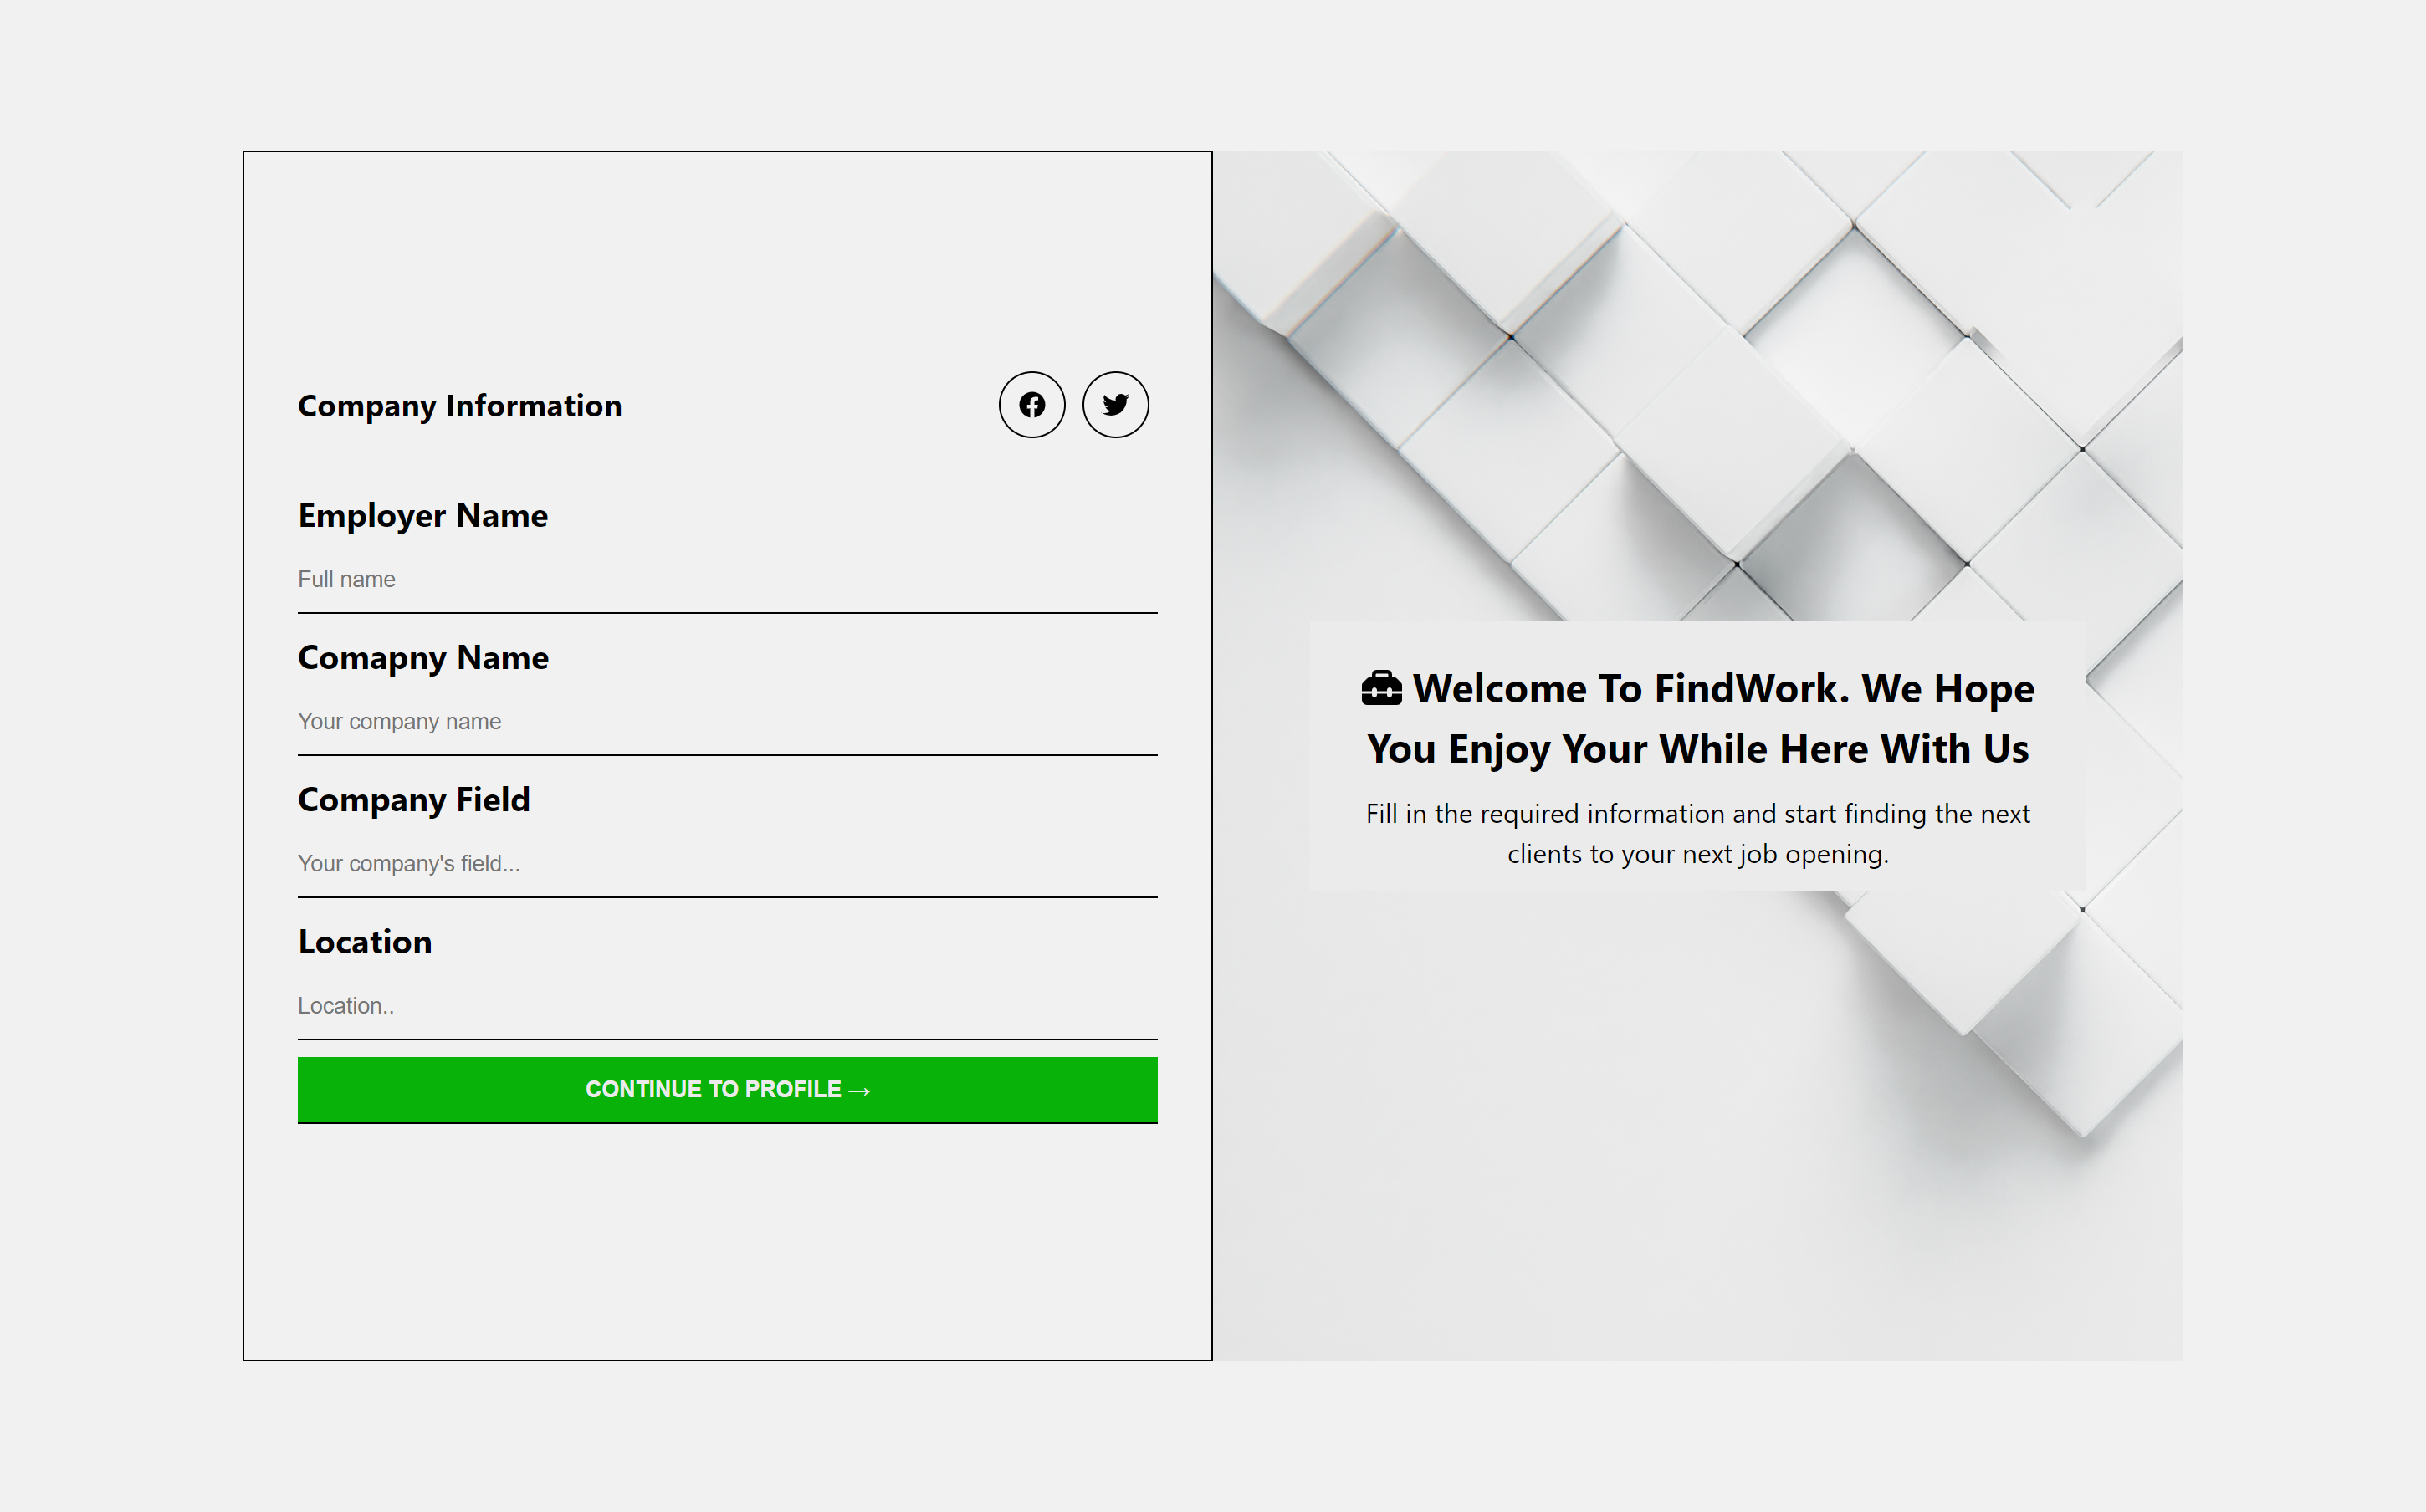 Company Information
Employer Name
Full name
Comapny Name
Your company name
Company Field
Your company's field...
Location
Location..
CONTINUE TO PROFILE →
Welcome To FindWork. We Hope
You Enjoy Your While Here With Us
Fill in the required information and start finding the next
clients to your next job opening.